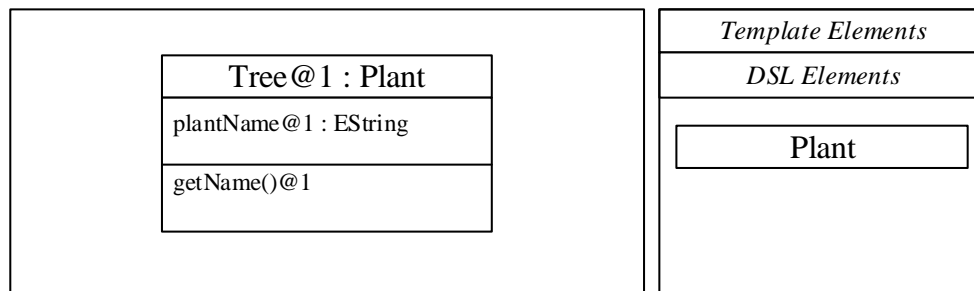 Tree@1 : Plant
plantName@1 : EString
getName()@1
Template Elements
DSL Elements
Plant